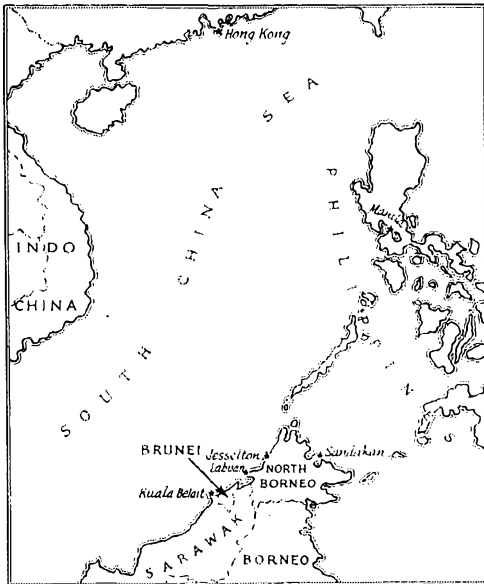 Hong Kong
SOUTH CHINA SEA
PHILIPPINES
Manila
INDO
CHINA
BRUNEI
Jesselton
Labuan
Sandakan
NORTH
BORNEO
Kuala Belait
SARAWAK
BORNEO